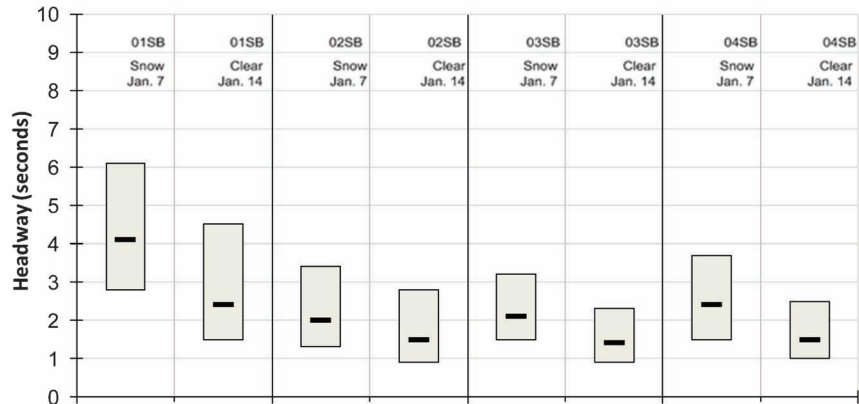 10
9
8
7
6
5
4
3
2
1
0
Headway (seconds)
01SB
Snow
Jan. 7
01SB
Clear
Jan. 14
02SB
Snow
Jan. 7
02SB
Clear
Jan. 14
03SB
Snow
Jan. 7
03SB
Clear
Jan. 14
04SB
Snow
Jan. 7
04SB
Clear
Jan. 14